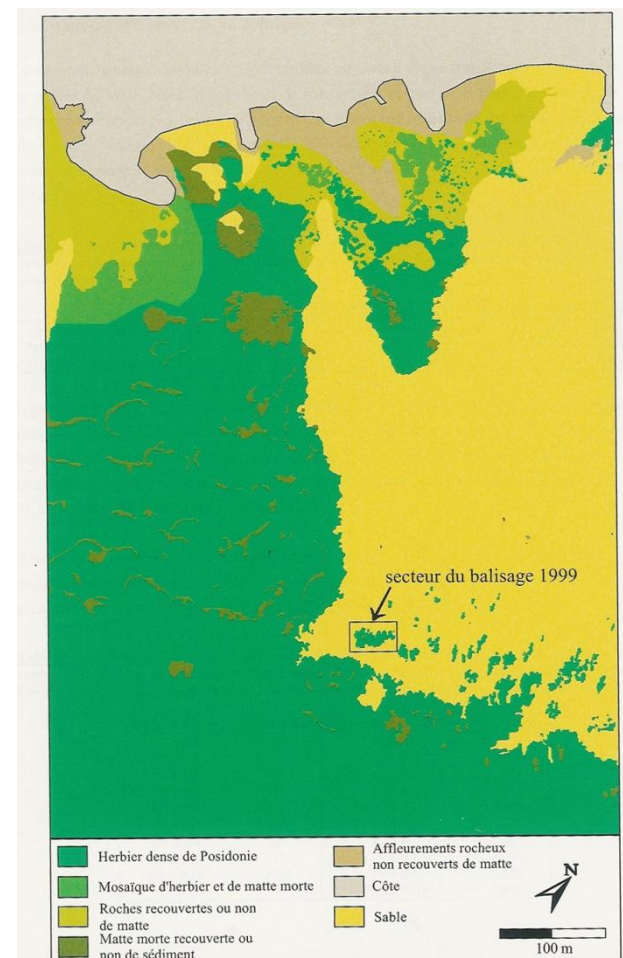 secteur du balisage 1999
Herbier dense de Posidonie
Mosaïque d'herbier et de matte morte
Roches recouvertes ou non
de matte
Matte morte recouverte ou
non de sédiment
Affleurements rocheux
non recouverts de matte
Côte
Sable
N
100 m